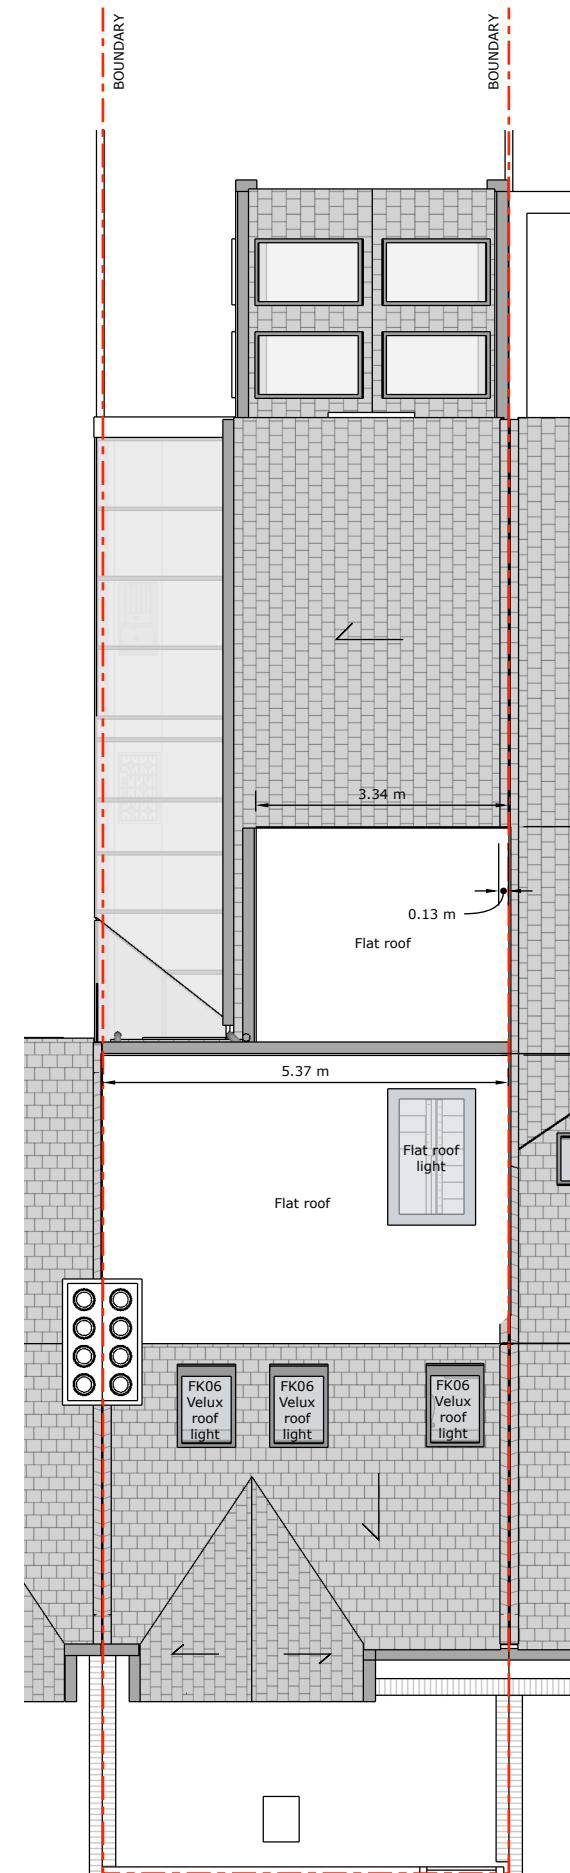 BOUNDARY
BOUNDARY
3.34 m
0.13 m
Flat roof
5.37 m
Flat roof
light
Flat roof
FK06
Velux
roof
light
FK06
Velux
roof
light
FK06
Velux
roof
light